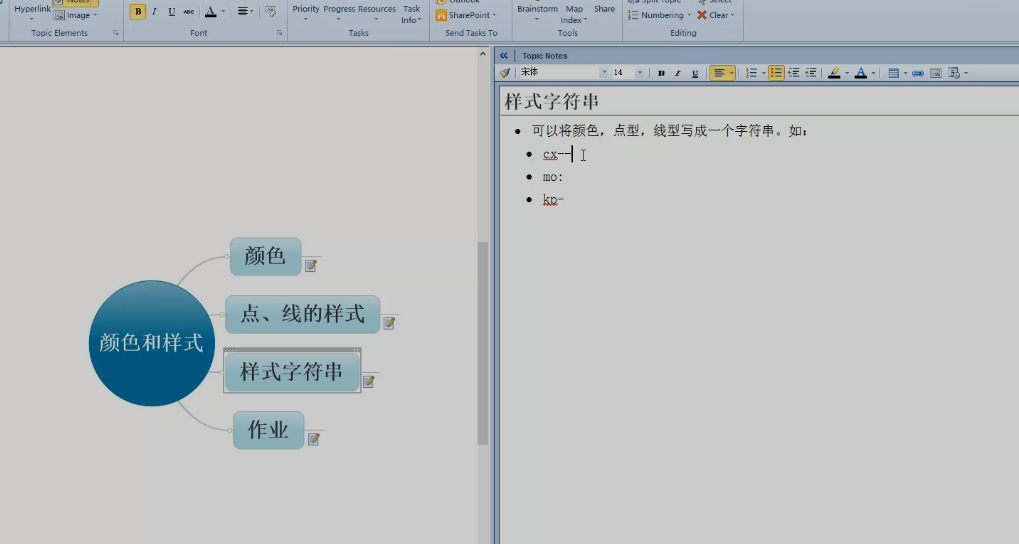 Hyperlink
Notes
Image
Topic Elements
B I U ABC A
Font
Priority Progress Resources Task Info
Tasks
Outlook
SharePoint
Send Tasks To
Brainstorm Map Index Share
Tools
Split Topic Select
Numbering Clear
Editing
Topic Notes
宋体 14 B I U A
样式字符串
可以将颜色，点型，线型写成一个字符串。如：
cx--
mo:
kp-
颜色和样式
颜色
点、线的样式
样式字符串
作业